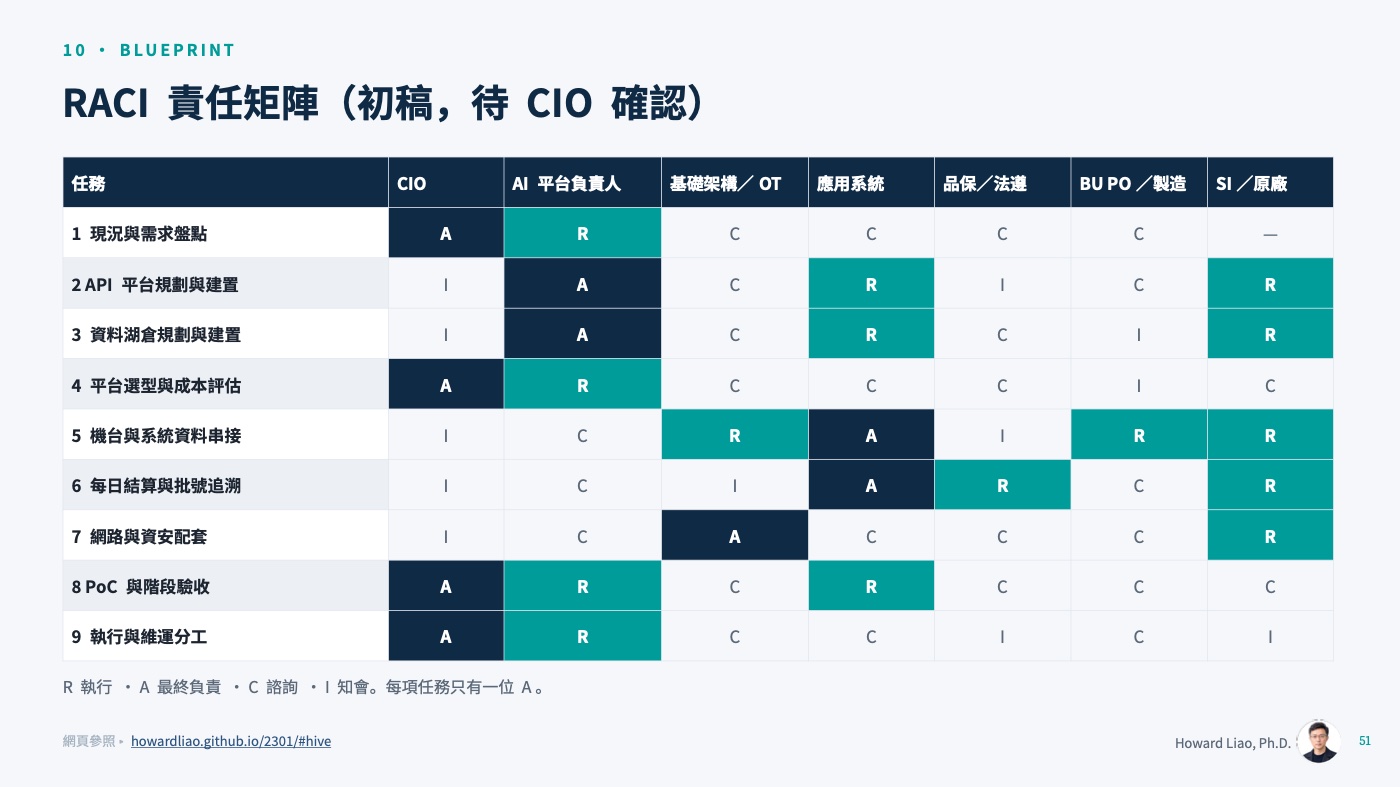 10 • BLUEPRINT
RACI 責任矩陣（初稿，待 CIO 確認）
任務 CIO AI 平台負責人 基礎架構／ OT 應用系統 品保／法遵 BU PO ／製造 SI ／原廠
1 現況與需求盤點 A R C C C C —
2 API 平台規劃與建置 I A C R I C R
3 資料湖倉規劃與建置 I A C R C I R
4 平台選型與成本評估 A R C C C I C
5 機台與系統資料串接 I C R A I R R
6 每日結算與批號追溯 I C I A R C R
7 網路與資安配套 I C A C C C R
8 PoC 與階段驗收 A R C R C C C
9 執行與維運分工 A R C C I C I
R 執行 • A 最終負責 • C 諮詢 • I 知會。每項任務只有一位 A 。
網頁參照 ▸ howardliao.github.io/2301/#hive
Howard Liao, Ph.D. 51